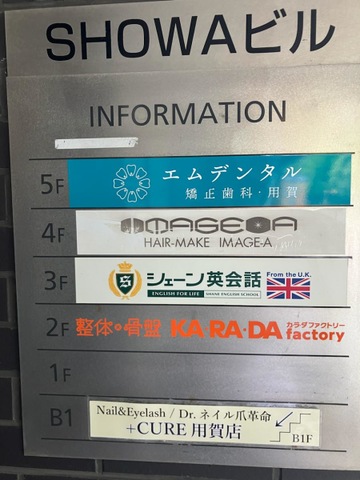 SHOWAビル
INFORMATION
5F エムデンタル
矯正歯科・用賀
4F IMAGE A
HAIR-MAKE IMAGE-A
3F シェーン英会話 From the U.K.
S
ENGLISH FOR LIFE SHANE ENGLISH SCHOOL
2F 整体●骨盤 KA・RA・DA カラダファクトリー
factory
1F
B1 Nail&Eyelash / Dr.ネイル爪革命
+CURE 用賀店 B1F